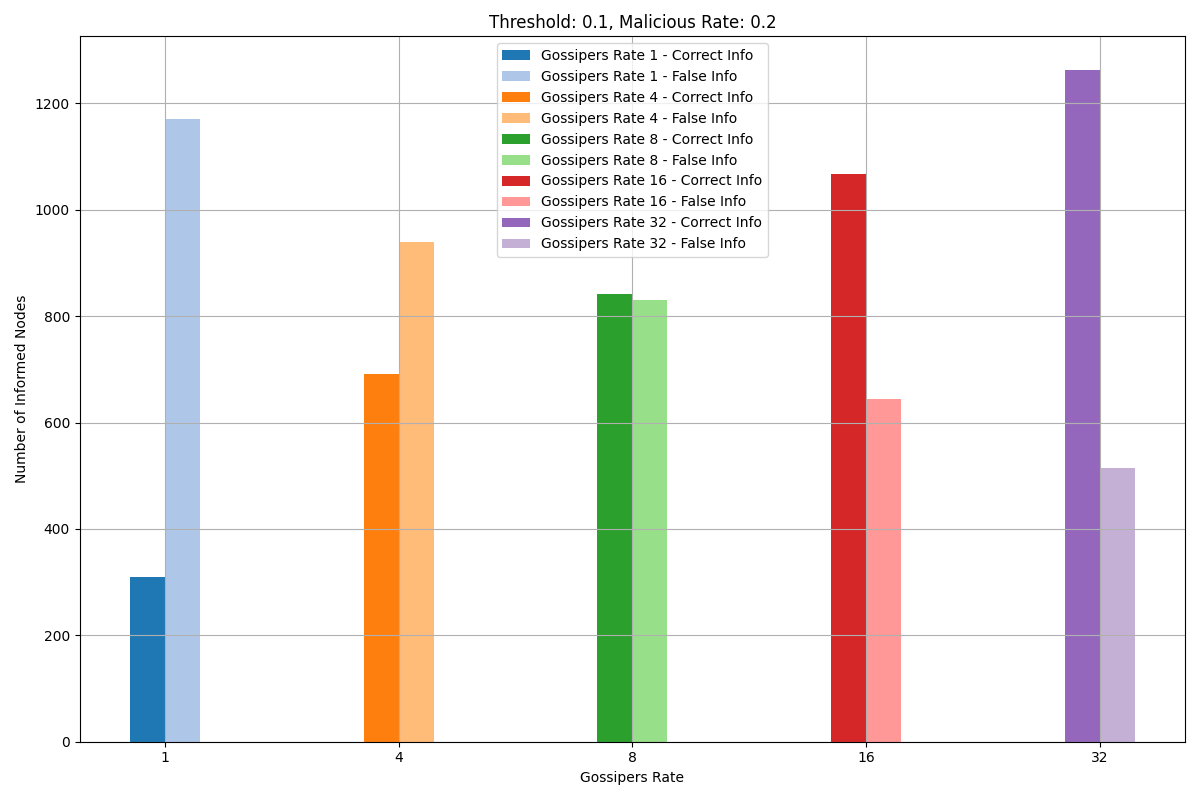 Threshold: 0.1, Malicious Rate: 0.2
Gossipers Rate 1 - Correct Info
Gossipers Rate 1 - False Info
Gossipers Rate 4 - Correct Info
Gossipers Rate 4 - False Info
Gossipers Rate 8 - Correct Info
Gossipers Rate 8 - False Info
Gossipers Rate 16 - Correct Info
Gossipers Rate 16 - False Info
Gossipers Rate 32 - Correct Info
Gossipers Rate 32 - False Info
Number of Informed Nodes
1200
1000
800
600
400
200
0
1 4 8 16 32
Gossipers Rate